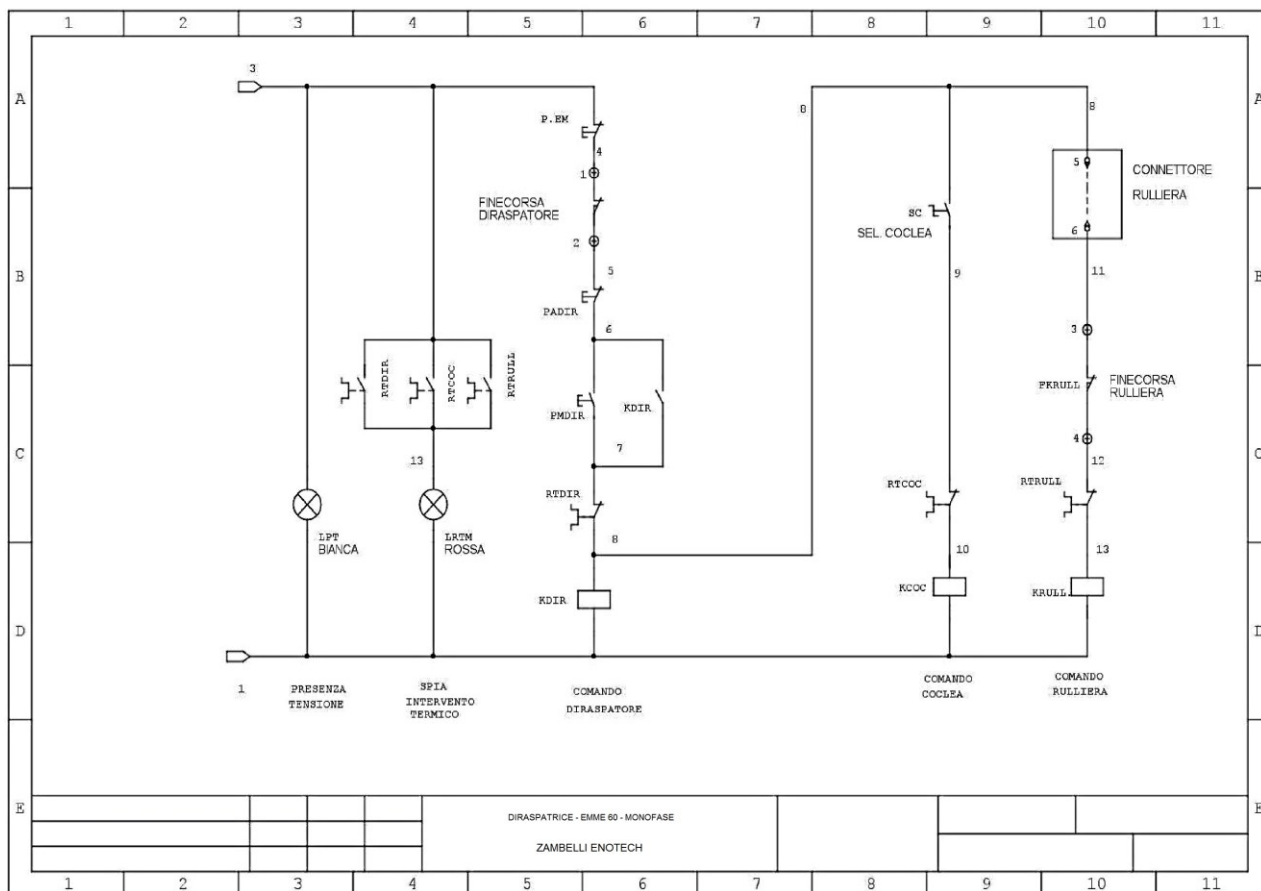 1 2 3 4 5 6 7 8 9 10 11
3
A
8
8
A
P.EM
4
1
5
CONNETTORE
RULLIERA
FINECORSA
DIRASPATORE
SC
SEL. COCLEA
6
2
B
5
9
11
B
PADIR
6
3
RTDIR
RTCOC
RTRULL
PMDIR
KDIR
FKRULL
FINECORSA
RULLIERA
C
13
7
4
12
C
RTDIR
RTCOC
RTRULL
LPT
BIANCA
LRTM
ROSSA
8
10
13
KDIR
KCOC
KRULL.
D
D
1
PRESENZA
TENSIONE
SPIA
INTERVENTO
TERMICO
COMANDO
DIRASPATORE
COMANDO
COCLEA
COMANDO
RULLIERA
E
E
DIRASPATRICE - EMME 60 - MONOFASE
ZAMBELLI ENOTECH
1 2 3 4 5 6 7 8 9 10 11